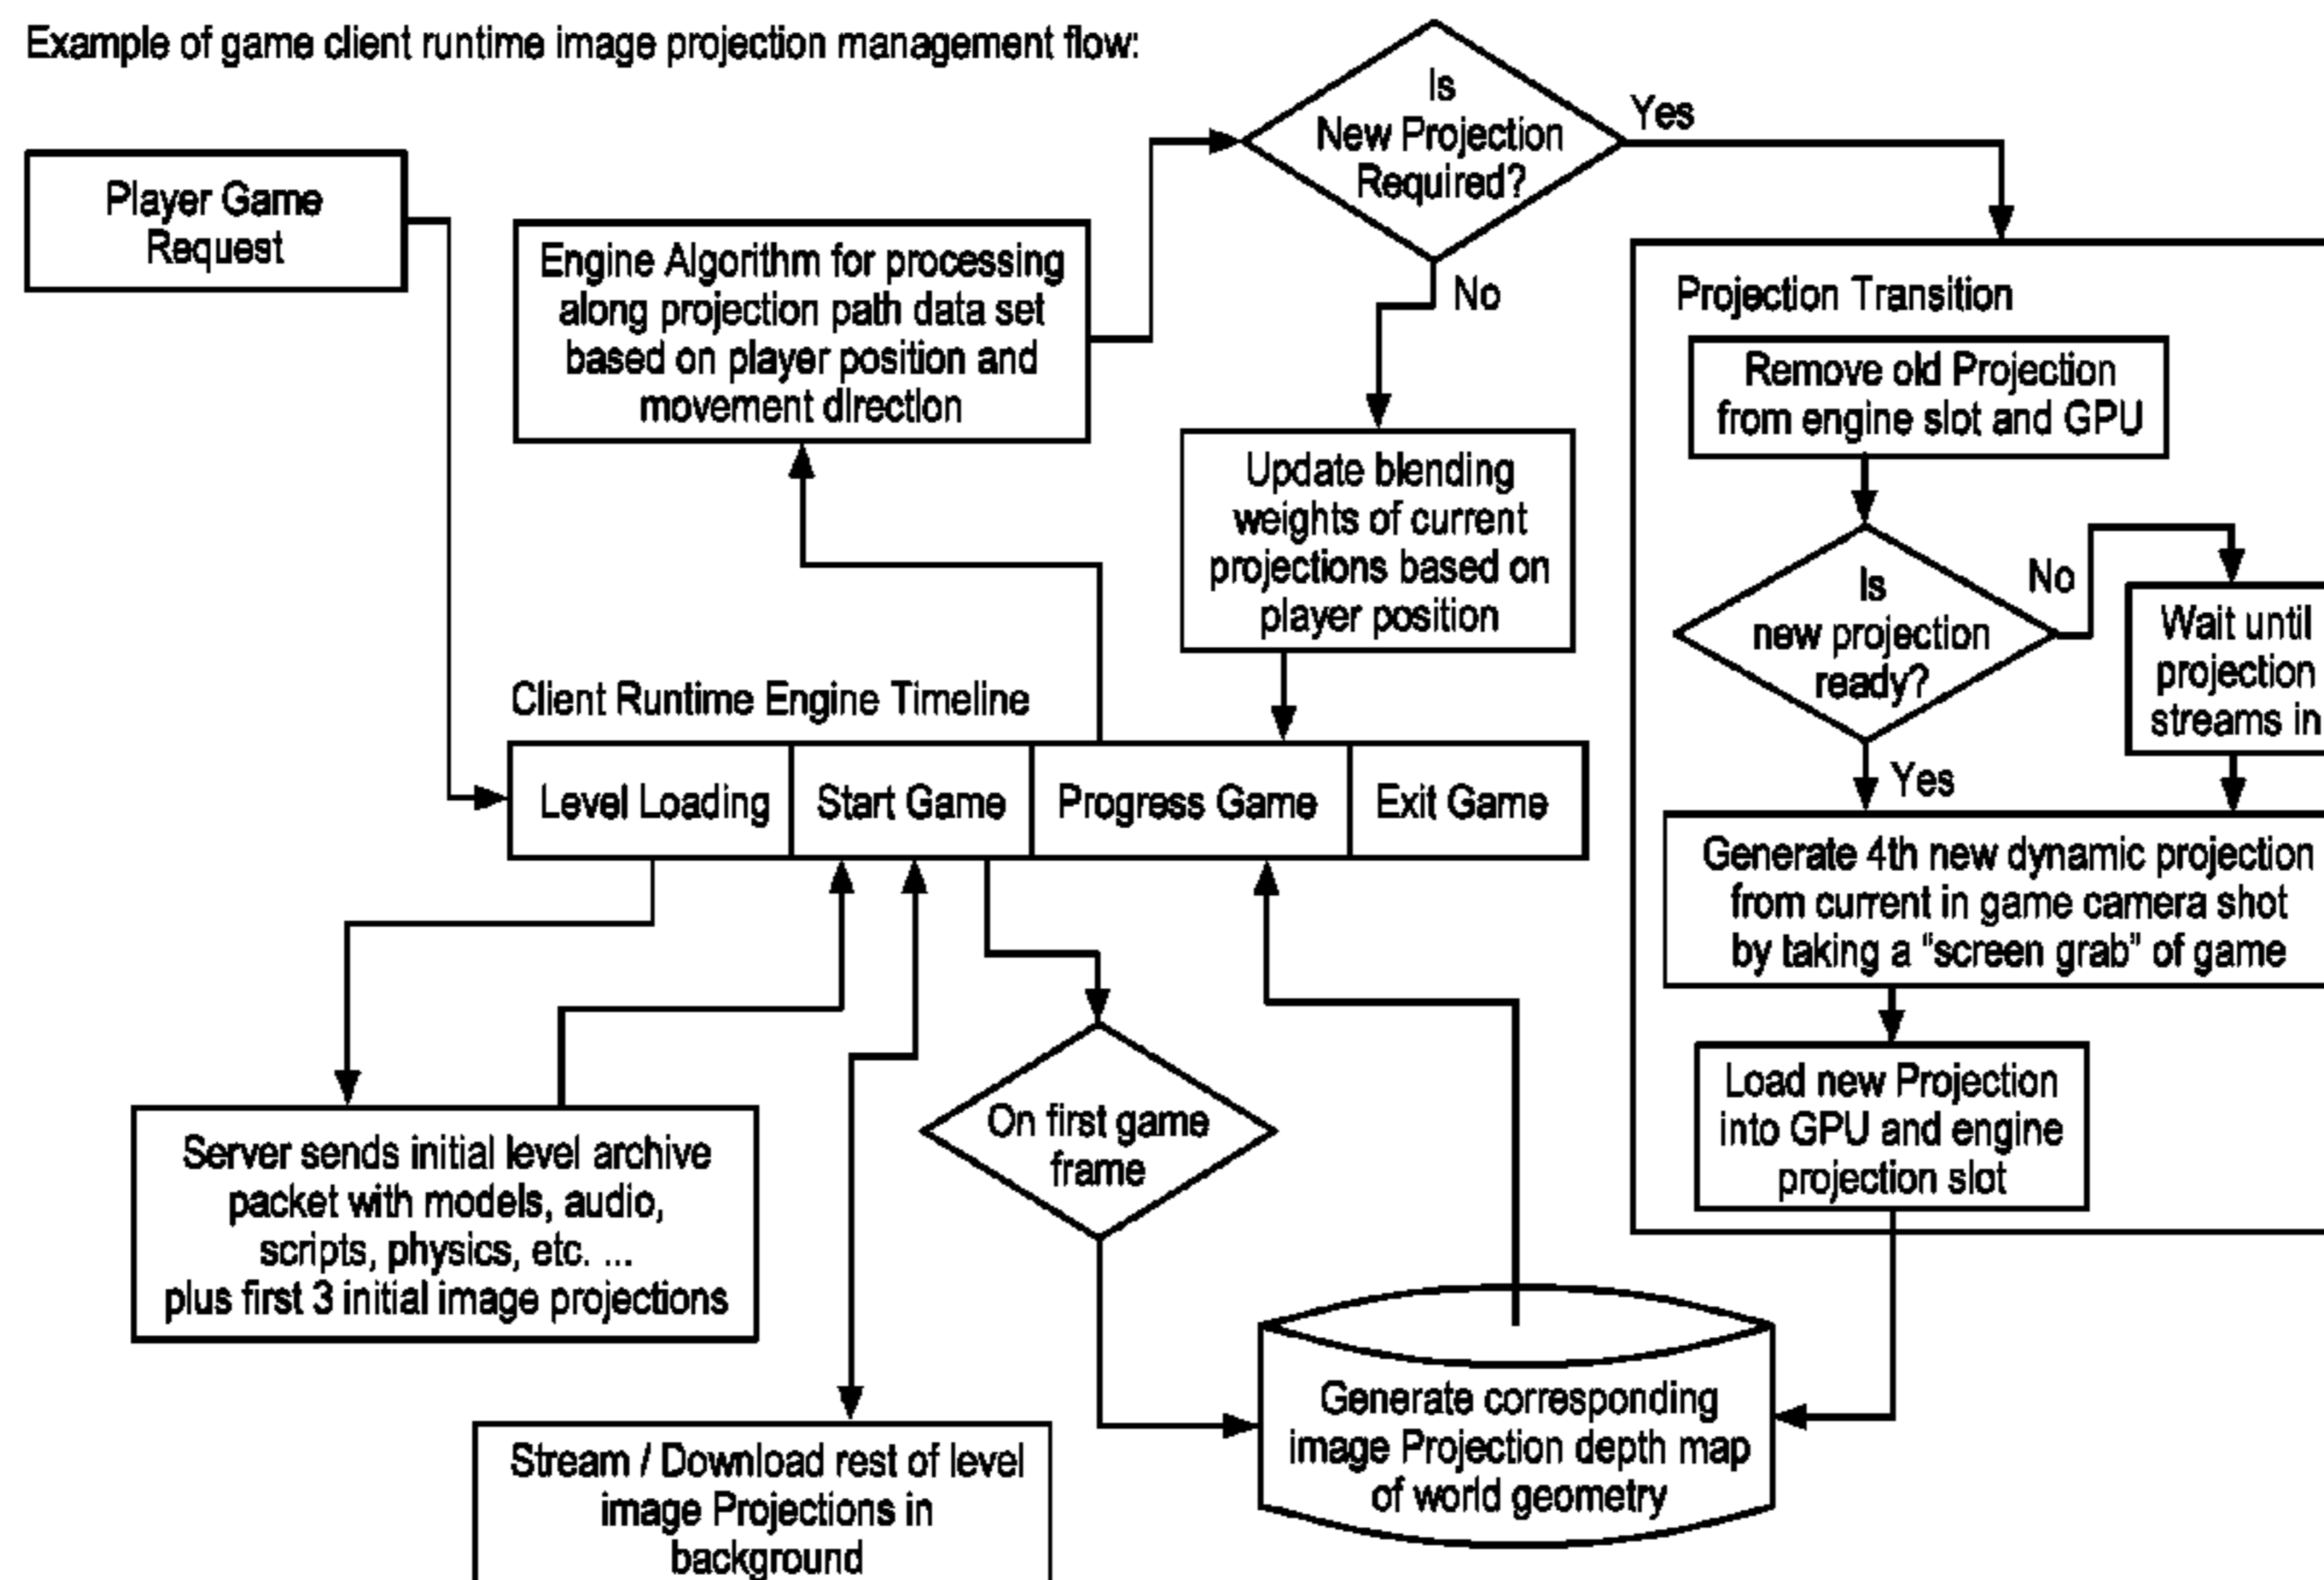 Example of game client runtime image projection management flow:
Player Game
Request
Engine Algorithm for processing
along projection path data set
based on player position and
movement direction
Is
New Projection
Required?
Yes
No
Update blending
weights of current
projections based on
player position
Projection Transition
Remove old Projection
from engine slot and GPU
Is
new projection
ready?
No
Wait until
projection
streams in
Yes
Generate 4th new dynamic projection
from current in game camera shot
by taking a "screen grab" of game
Load new Projection
into GPU and engine
projection slot
Client Runtime Engine Timeline
Level Loading
Start Game
Progress Game
Exit Game
Server sends initial level archive
packet with models, audio,
scripts, physics, etc. ...
plus first 3 initial image projections
On first game
frame
Stream / Download rest of level
image Projections in
background
Generate corresponding
image Projection depth map
of world geometry